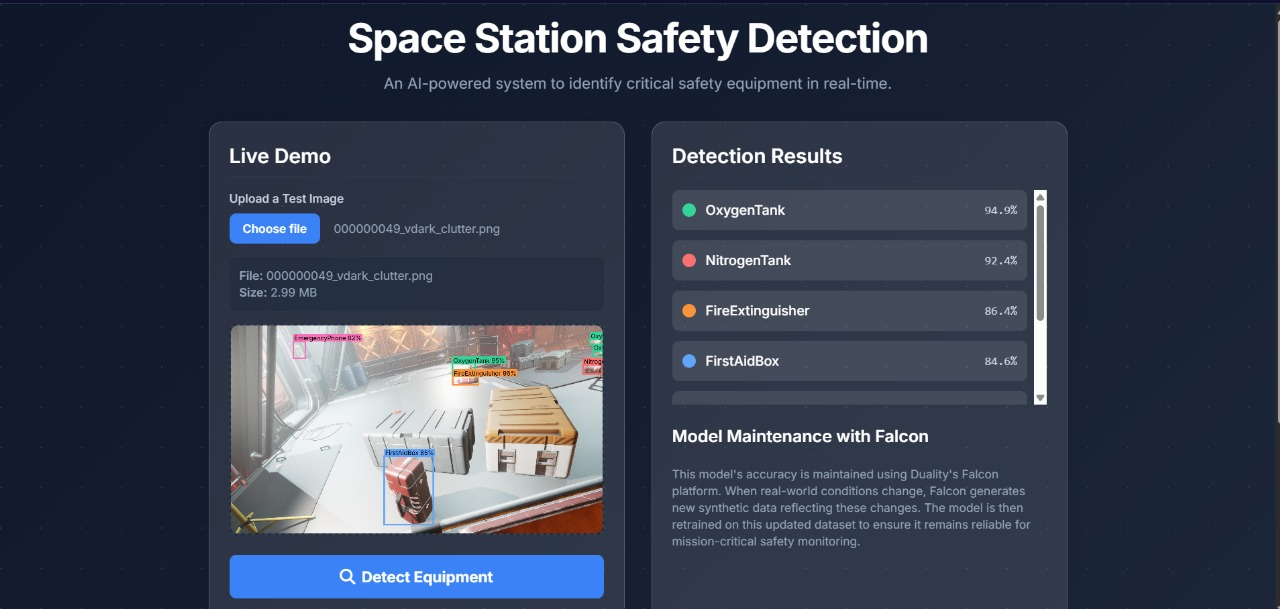 Space Station Safety Detection
An AI-powered system to identify critical safety equipment in real-time.
Live Demo
Upload a Test Image
Choose file
000000049_vdark_clutter.png
File: 000000049_vdark_clutter.png
Size: 2.99 MB
EmergencyPhone 82%
Oxy
Ox
OxygenTank 95%
Nitrog
FireExtinguisher 86%
FirstAidBox 85%
Detect Equipment
Detection Results
OxygenTank 94.9%
NitrogenTank 92.4%
FireExtinguisher 86.4%
FirstAidBox 84.6%
Model Maintenance with Falcon
This model's accuracy is maintained using Duality's Falcon
platform. When real-world conditions change, Falcon generates
new synthetic data reflecting these changes. The model is then
retrained on this updated dataset to ensure it remains reliable for
mission-critical safety monitoring.